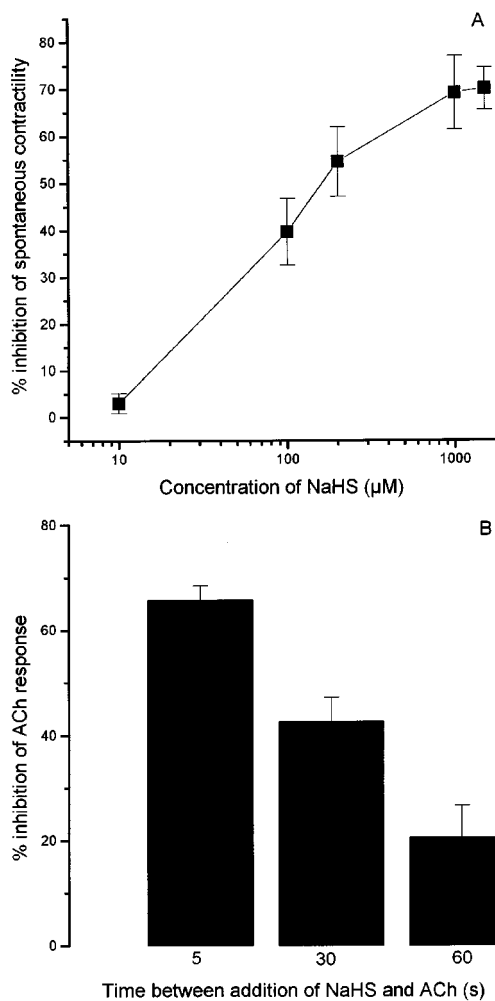 A
80
70
60
50
40
30
20
10
0
% inhibition of spontaneous contractility
10 100 1000
Concentration of NaHS (µM)
B
80
60
40
20
0
% inhibition of ACh response
5 30 60
Time between addition of NaHS and ACh (s)